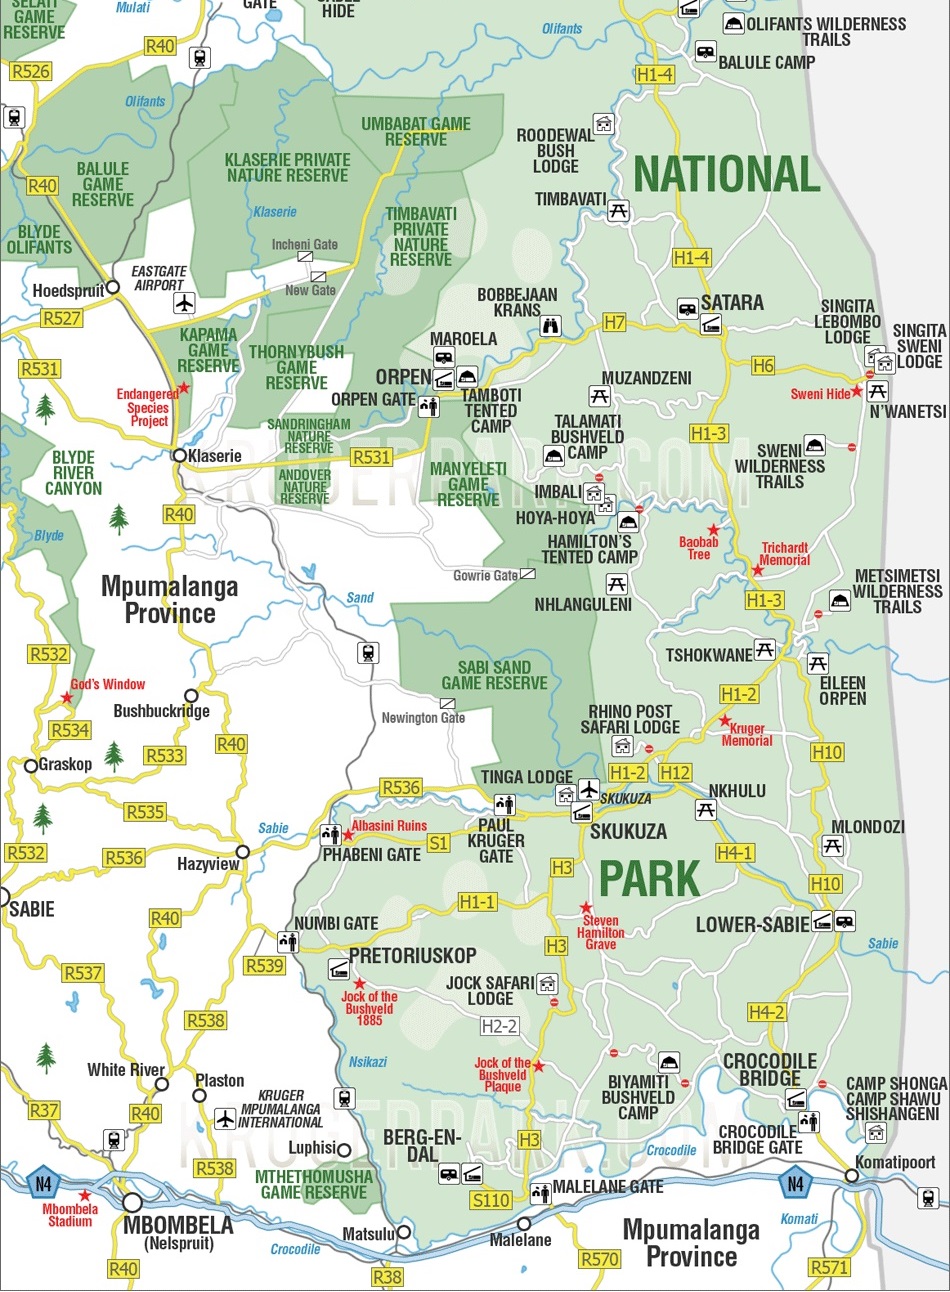 SELATI
GAME
RESERVE
Mulati
GATE
HIDE
R40
R526
Olifants
OLIFANTS WILDERNESS
TRAILS
BALULE CAMP
H1-4
Olifants
UMBABAT GAME
RESERVE
ROODEWAL
BUSH
LODGE
NATIONAL
BALULE
GAME
RESERVE
KLASERIE PRIVATE
NATURE RESERVE
R40
Klaserie
TIMBAVATI
PRIVATE
NATURE
RESERVE
TIMBAVATI
BLYDE
OLIFANTS
Incheni Gate
H1-4
EASTGATE
AIRPORT
Hoedspruit
New Gate
BOBBEJAAN
KRANS
SATARA
SINGITA
LEBOMBO
LODGE
R527
H7
SINGITA
SWENI
LODGE
KAPAMA
GAME
RESERVE
THORNYBUSH
GAME
RESERVE
MAROELA
R531
ORPEN
H6
MUZANDZENI
Endangered
Species
Project
ORPEN GATE
TAMBOTI
TENTED
CAMP
Sweni Hide
N'WANETSI
SANDRINGHAM
NATURE
RESERVE
TALAMATI
BUSHVELD
CAMP
H1-3
SWENI
WILDERNESS
TRAILS
KRUGERPARK.COM
Klaserie
R531
BLYDE
RIVER
CANYON
ANDOVER
NATURE
RESERVE
MANYELETI
GAME
RESERVE
IMBALI
HOYA-HOYA
R40
Blyde
HAMILTON'S
TENTED CAMP
Baobab
Tree
Trichardt
Memorial
Mpumalanga
Province
Gowrie Gate
METSIMETSI
WILDERNESS
TRAILS
Sand
NHLANGULENI
H1-3
R532
TSHOKWANE
SABI SAND
GAME RESERVE
God's Window
EILEEN
ORPEN
H1-2
Bushbuckridge
Newington Gate
RHINO POST
SAFARI LODGE
Kruger
Memorial
R534
R40
R533
H10
Graskop
H1-2
H12
TINGA LODGE
R536
SKUKUZA
NKHULU
R535
PAUL
KRUGER
GATE
SKUKUZA
Sabie
Albasini Ruins
MLONDOZI
S1
PHABENI GATE
R532
R536
Hazyview
H4-1
H3
PARK
H10
SABIE
R40
H1-1
NUMBI GATE
Steven
Hamilton
Grave
LOWER-SABIE
H3
Sabie
R539
PRETORIUSKOP
R537
JOCK SAFARI
LODGE
Jock of the
Bushveld
1885
R538
H2-2
H4-2
Nsikazi
Jock of the
Bushveld
Plaque
CROCODILE
BRIDGE
White River
Plaston
BIYAMITI
BUSHVELD
CAMP
CAMP SHONGA
CAMP SHAWU
SHISHANGENI
R37
R40
KRUGER
MPUMALANGA
INTERNATIONAL
KRUGERPARK.COM
BERG-EN-
DAL
H3
CROCODILE
BRIDGE GATE
Luphisi
Crocodile
Komatipoort
R538
MTHETHOMUSHA
GAME RESERVE
N4
S110
MALELANE GATE
N4
Mbombela
Stadium
MBOMBELA
(Nelspruit)
Matsulu
Malelane
Mpumalanga
Province
Komati
Crocodile
R40
R38
R570
R571